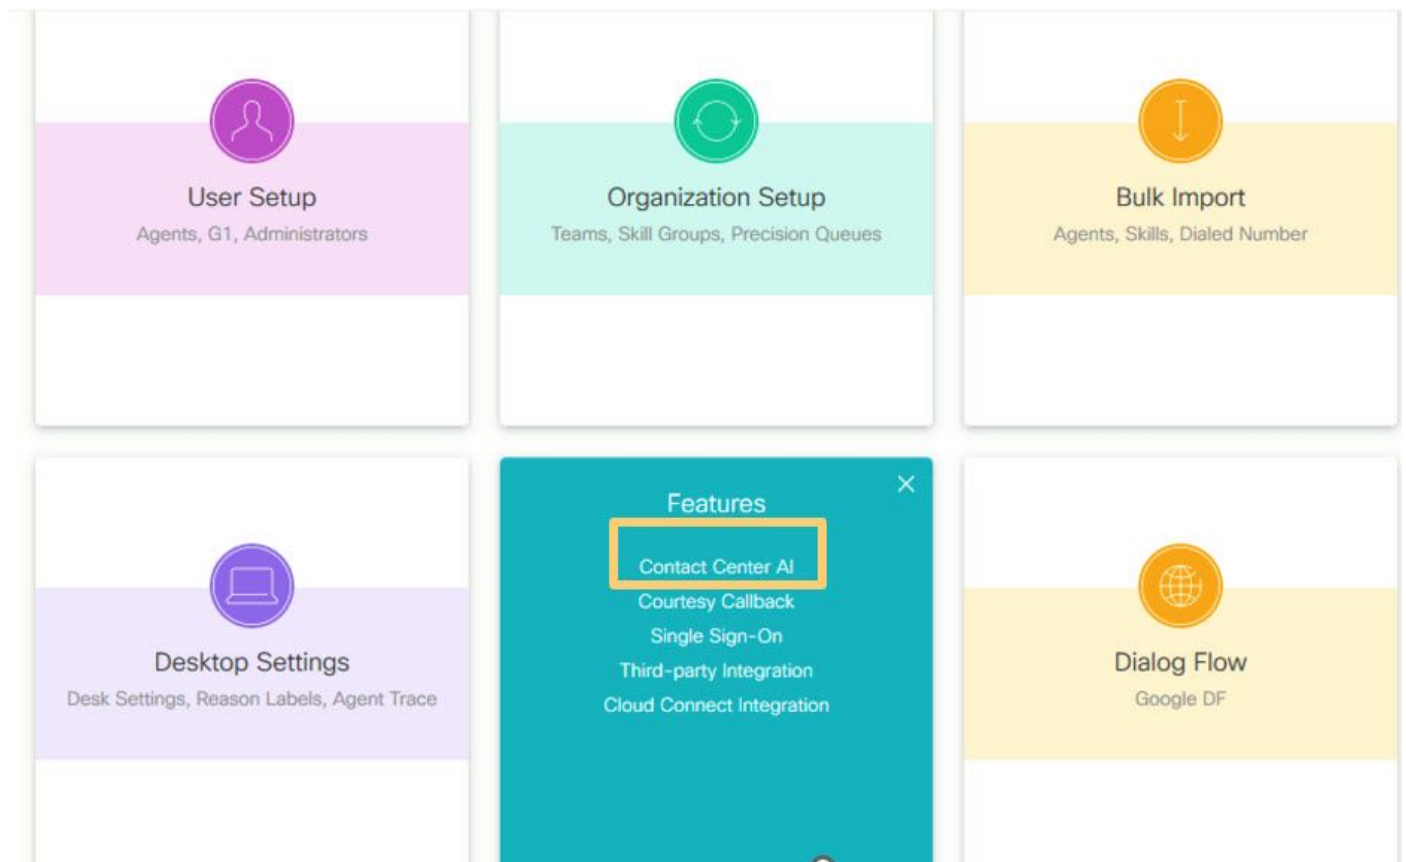 User Setup
Agents, G1, Administrators
Organization Setup
Teams, Skill Groups, Precision Queues
Bulk Import
Agents, Skills, Dialed Number
Desktop Settings
Desk Settings, Reason Labels, Agent Trace
Features
Contact Center AI
Courtesy Callback
Single Sign-On
Third-party Integration
Cloud Connect Integration
Dialog Flow
Google DF